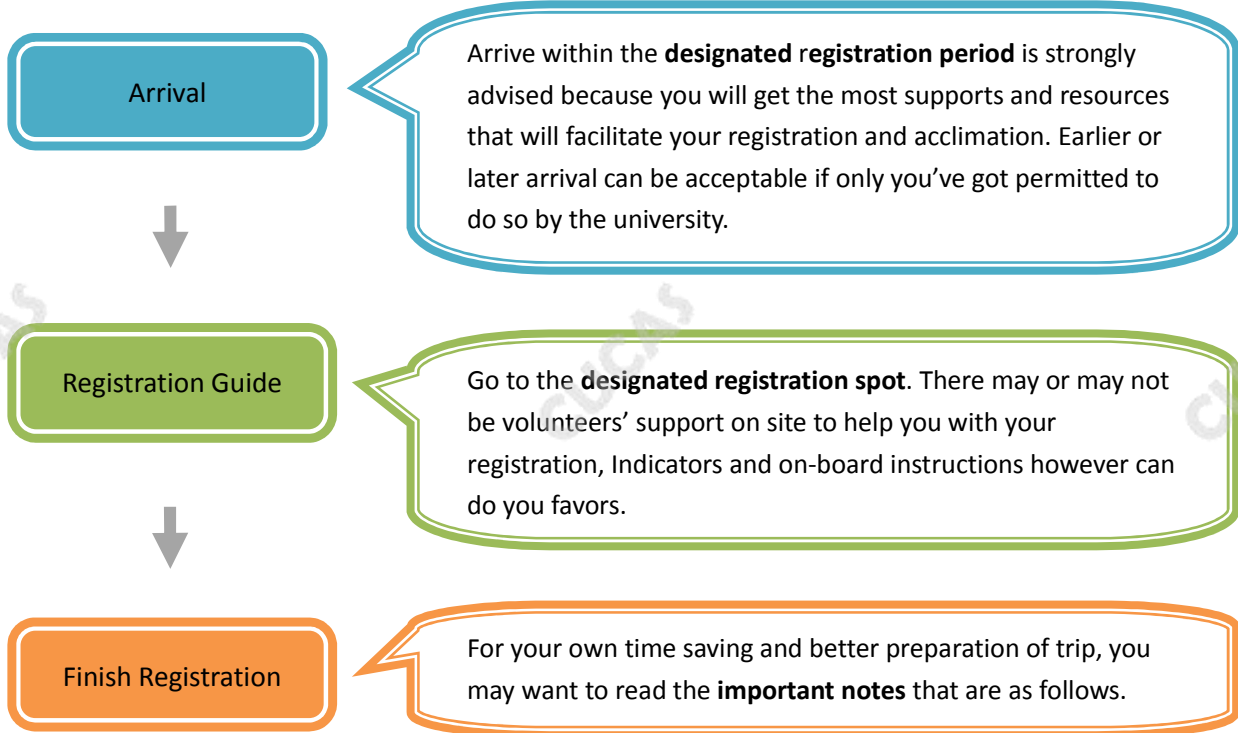 Arrival
Arrive within the designated registration period is strongly
advised because you will get the most supports and resources
that will facilitate your registration and acclimation. Earlier or
later arrival can be acceptable if only you’ve got permitted to
do so by the university.
Registration Guide
Go to the designated registration spot. There may or may not
be volunteers’ support on site to help you with your
registration, Indicators and on-board instructions however can
do you favors.
Finish Registration
For your own time saving and better preparation of trip, you
may want to read the important notes that are as follows.
CUCAS